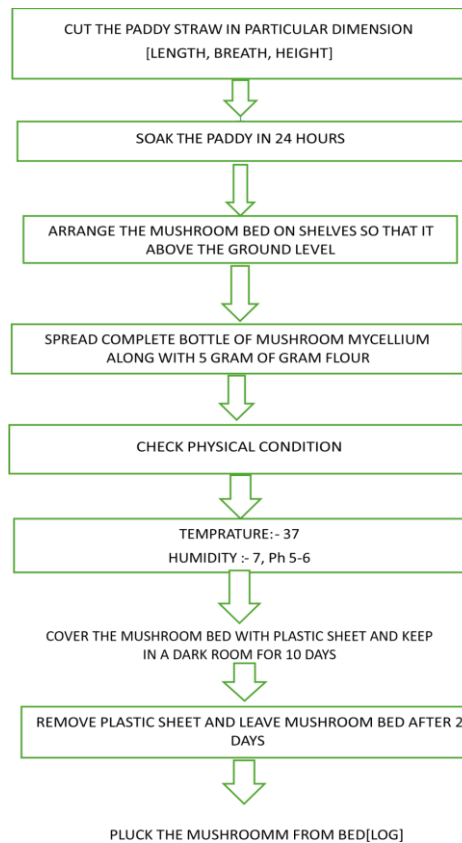 CUT THE PADDY STRAW IN PARTICULAR DIMENSION
[LENGTH, BREATH, HEIGHT]
SOAK THE PADDY IN 24 HOURS
ARRANGE THE MUSHROOM BED ON SHELVES SO THAT IT
ABOVE THE GROUND LEVEL
SPREAD COMPLETE BOTTLE OF MUSHROOM MYCELLIUM
ALONG WITH 5 GRAM OF GRAM FLOUR
CHECK PHYSICAL CONDITION
TEMPRATURE:- 37
HUMIDITY :- 7, Ph 5-6
COVER THE MUSHROOM BED WITH PLASTIC SHEET AND KEEP
IN A DARK ROOM FOR 10 DAYS
REMOVE PLASTIC SHEET AND LEAVE MUSHROOM BED AFTER 2
DAYS
PLUCK THE MUSHROOMM FROM BED[LOG]